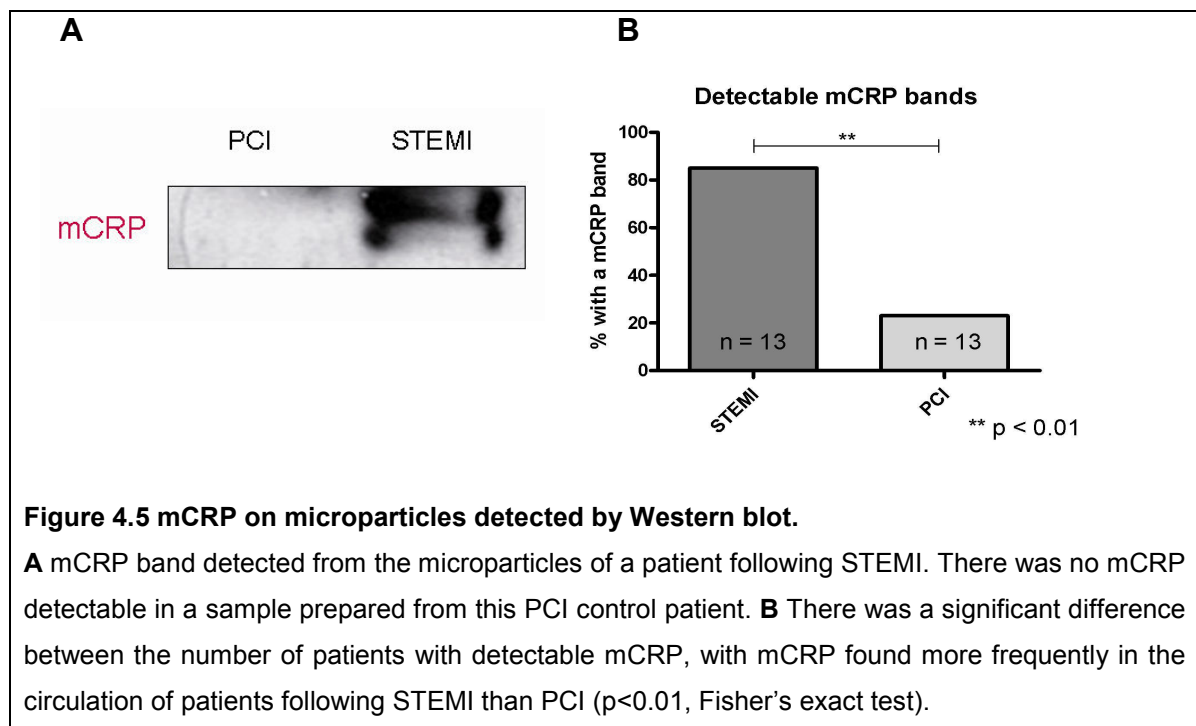 A
PCI STEMI
mCRP
B
Detectable mCRP bands
% with a mCRP band
100
80
60
40
20
0
**
n = 13 n = 13
STEMI PCI
** p < 0.01
Figure 4.5 mCRP on microparticles detected by Western blot.
A mCRP band detected from the microparticles of a patient following STEMI. There was no mCRP
detectable in a sample prepared from this PCI control patient. B There was a significant difference
between the number of patients with detectable mCRP, with mCRP found more frequently in the
circulation of patients following STEMI than PCI (p<0.01, Fisher’s exact test).